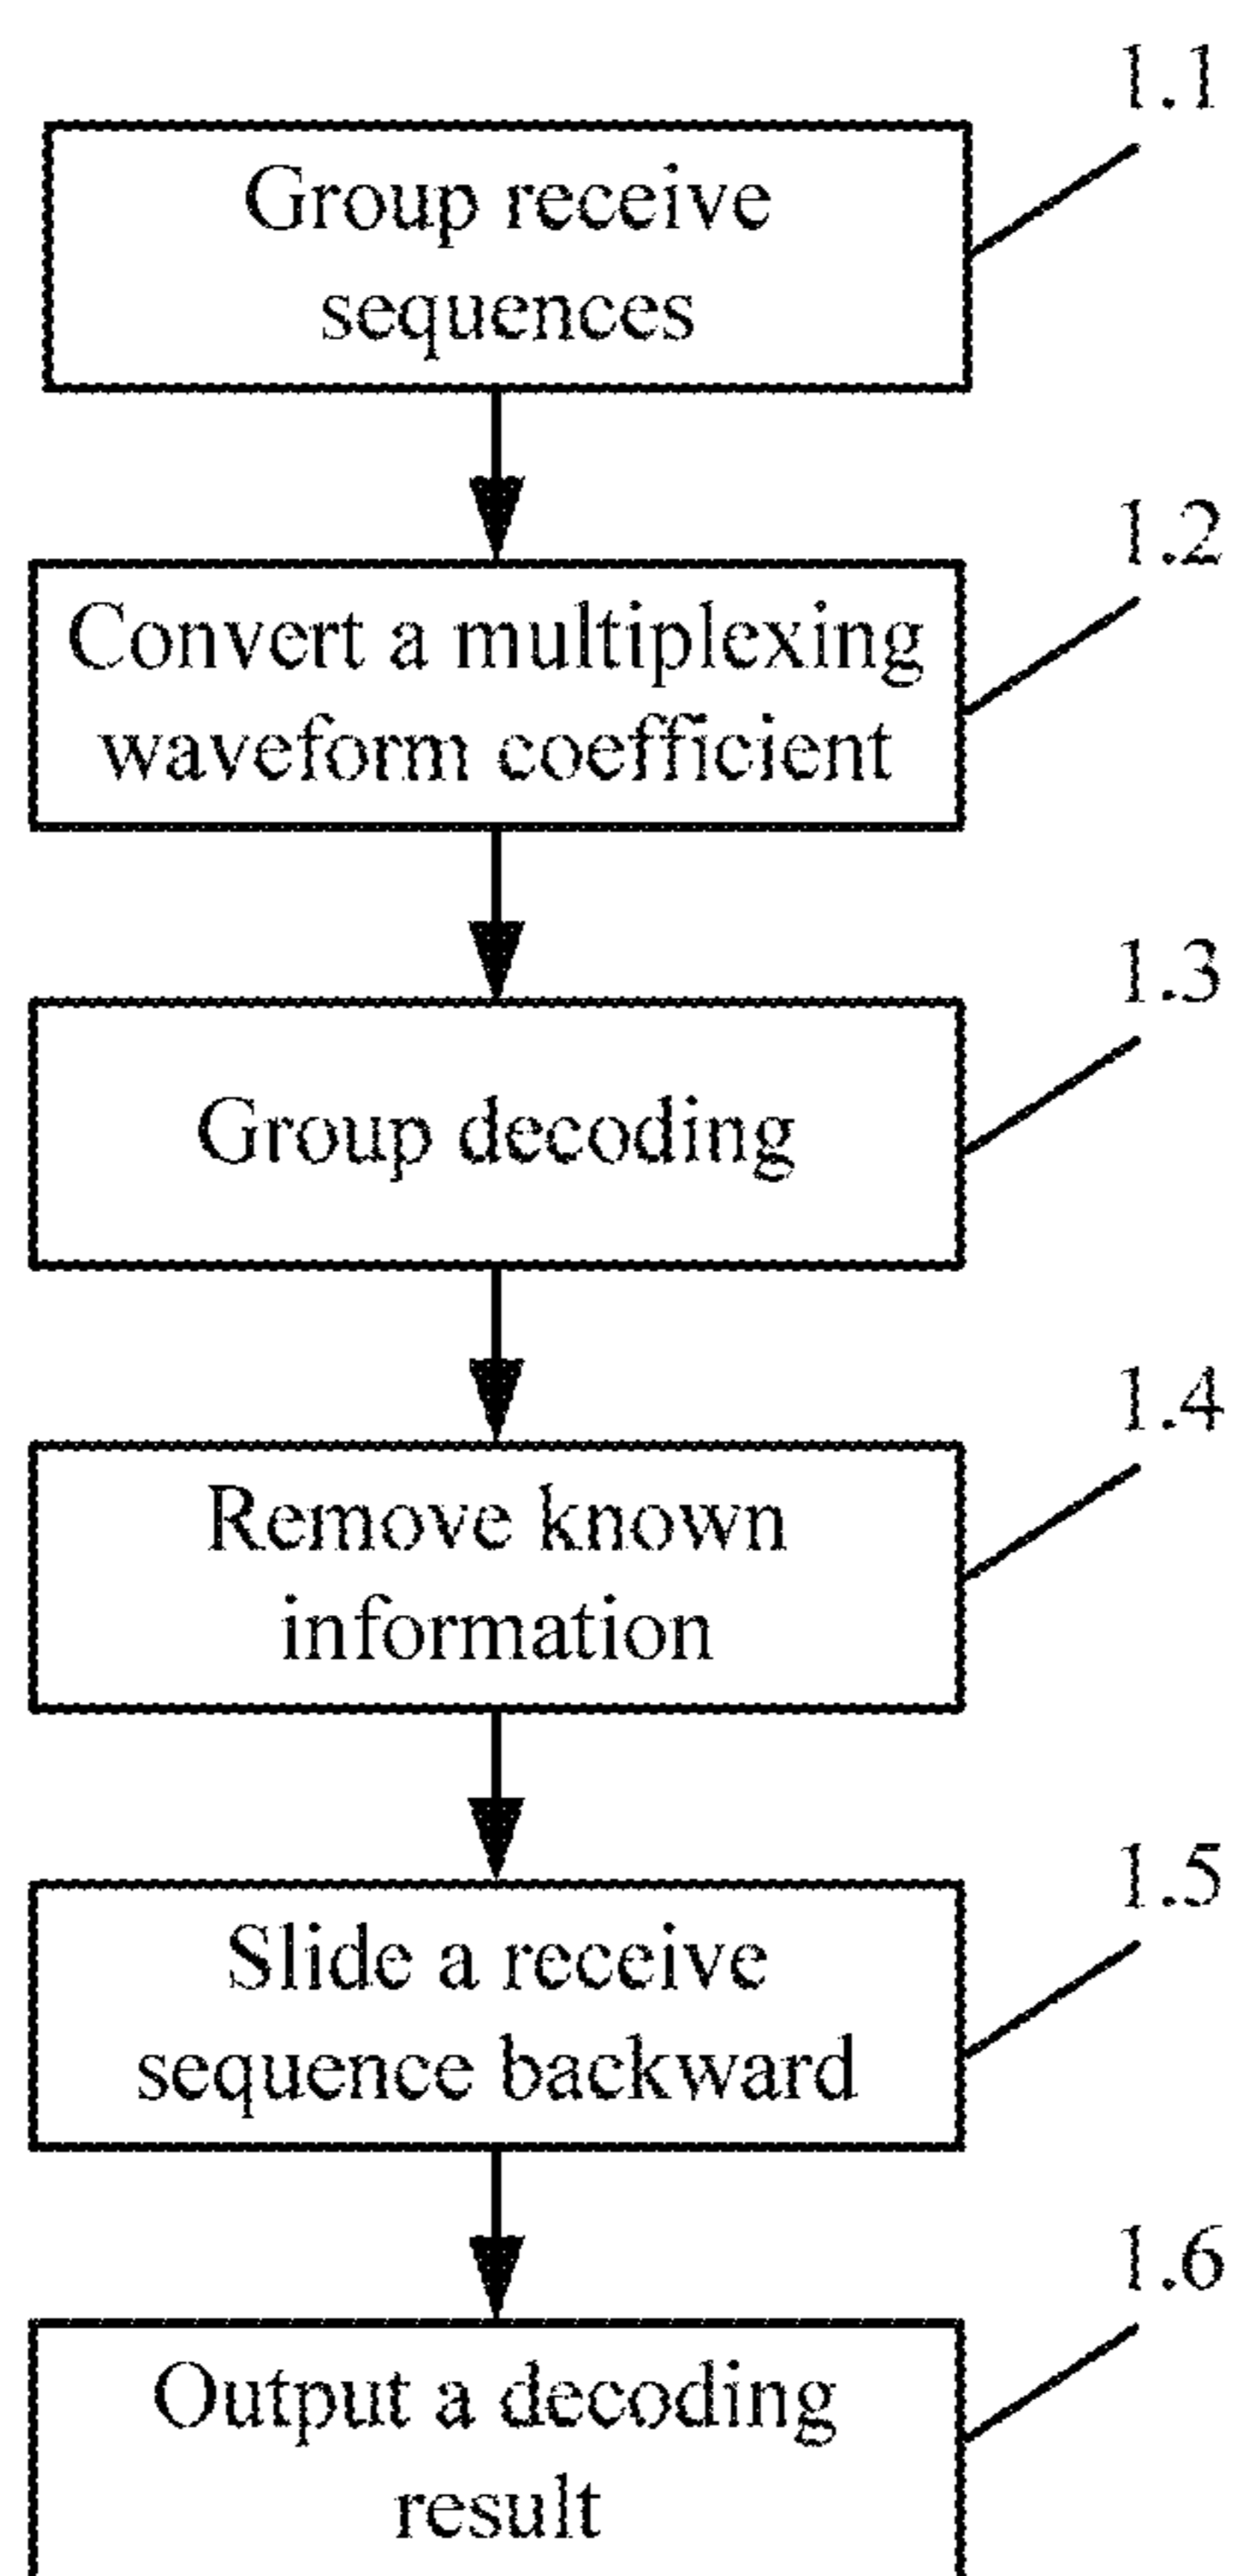 1.1
Group receive
sequences
1.2
Convert a multiplexing
waveform coefficient
1.3
Group decoding
1.4
Remove known
information
1.5
Slide a receive
sequence backward
1.6
Output a decoding
result